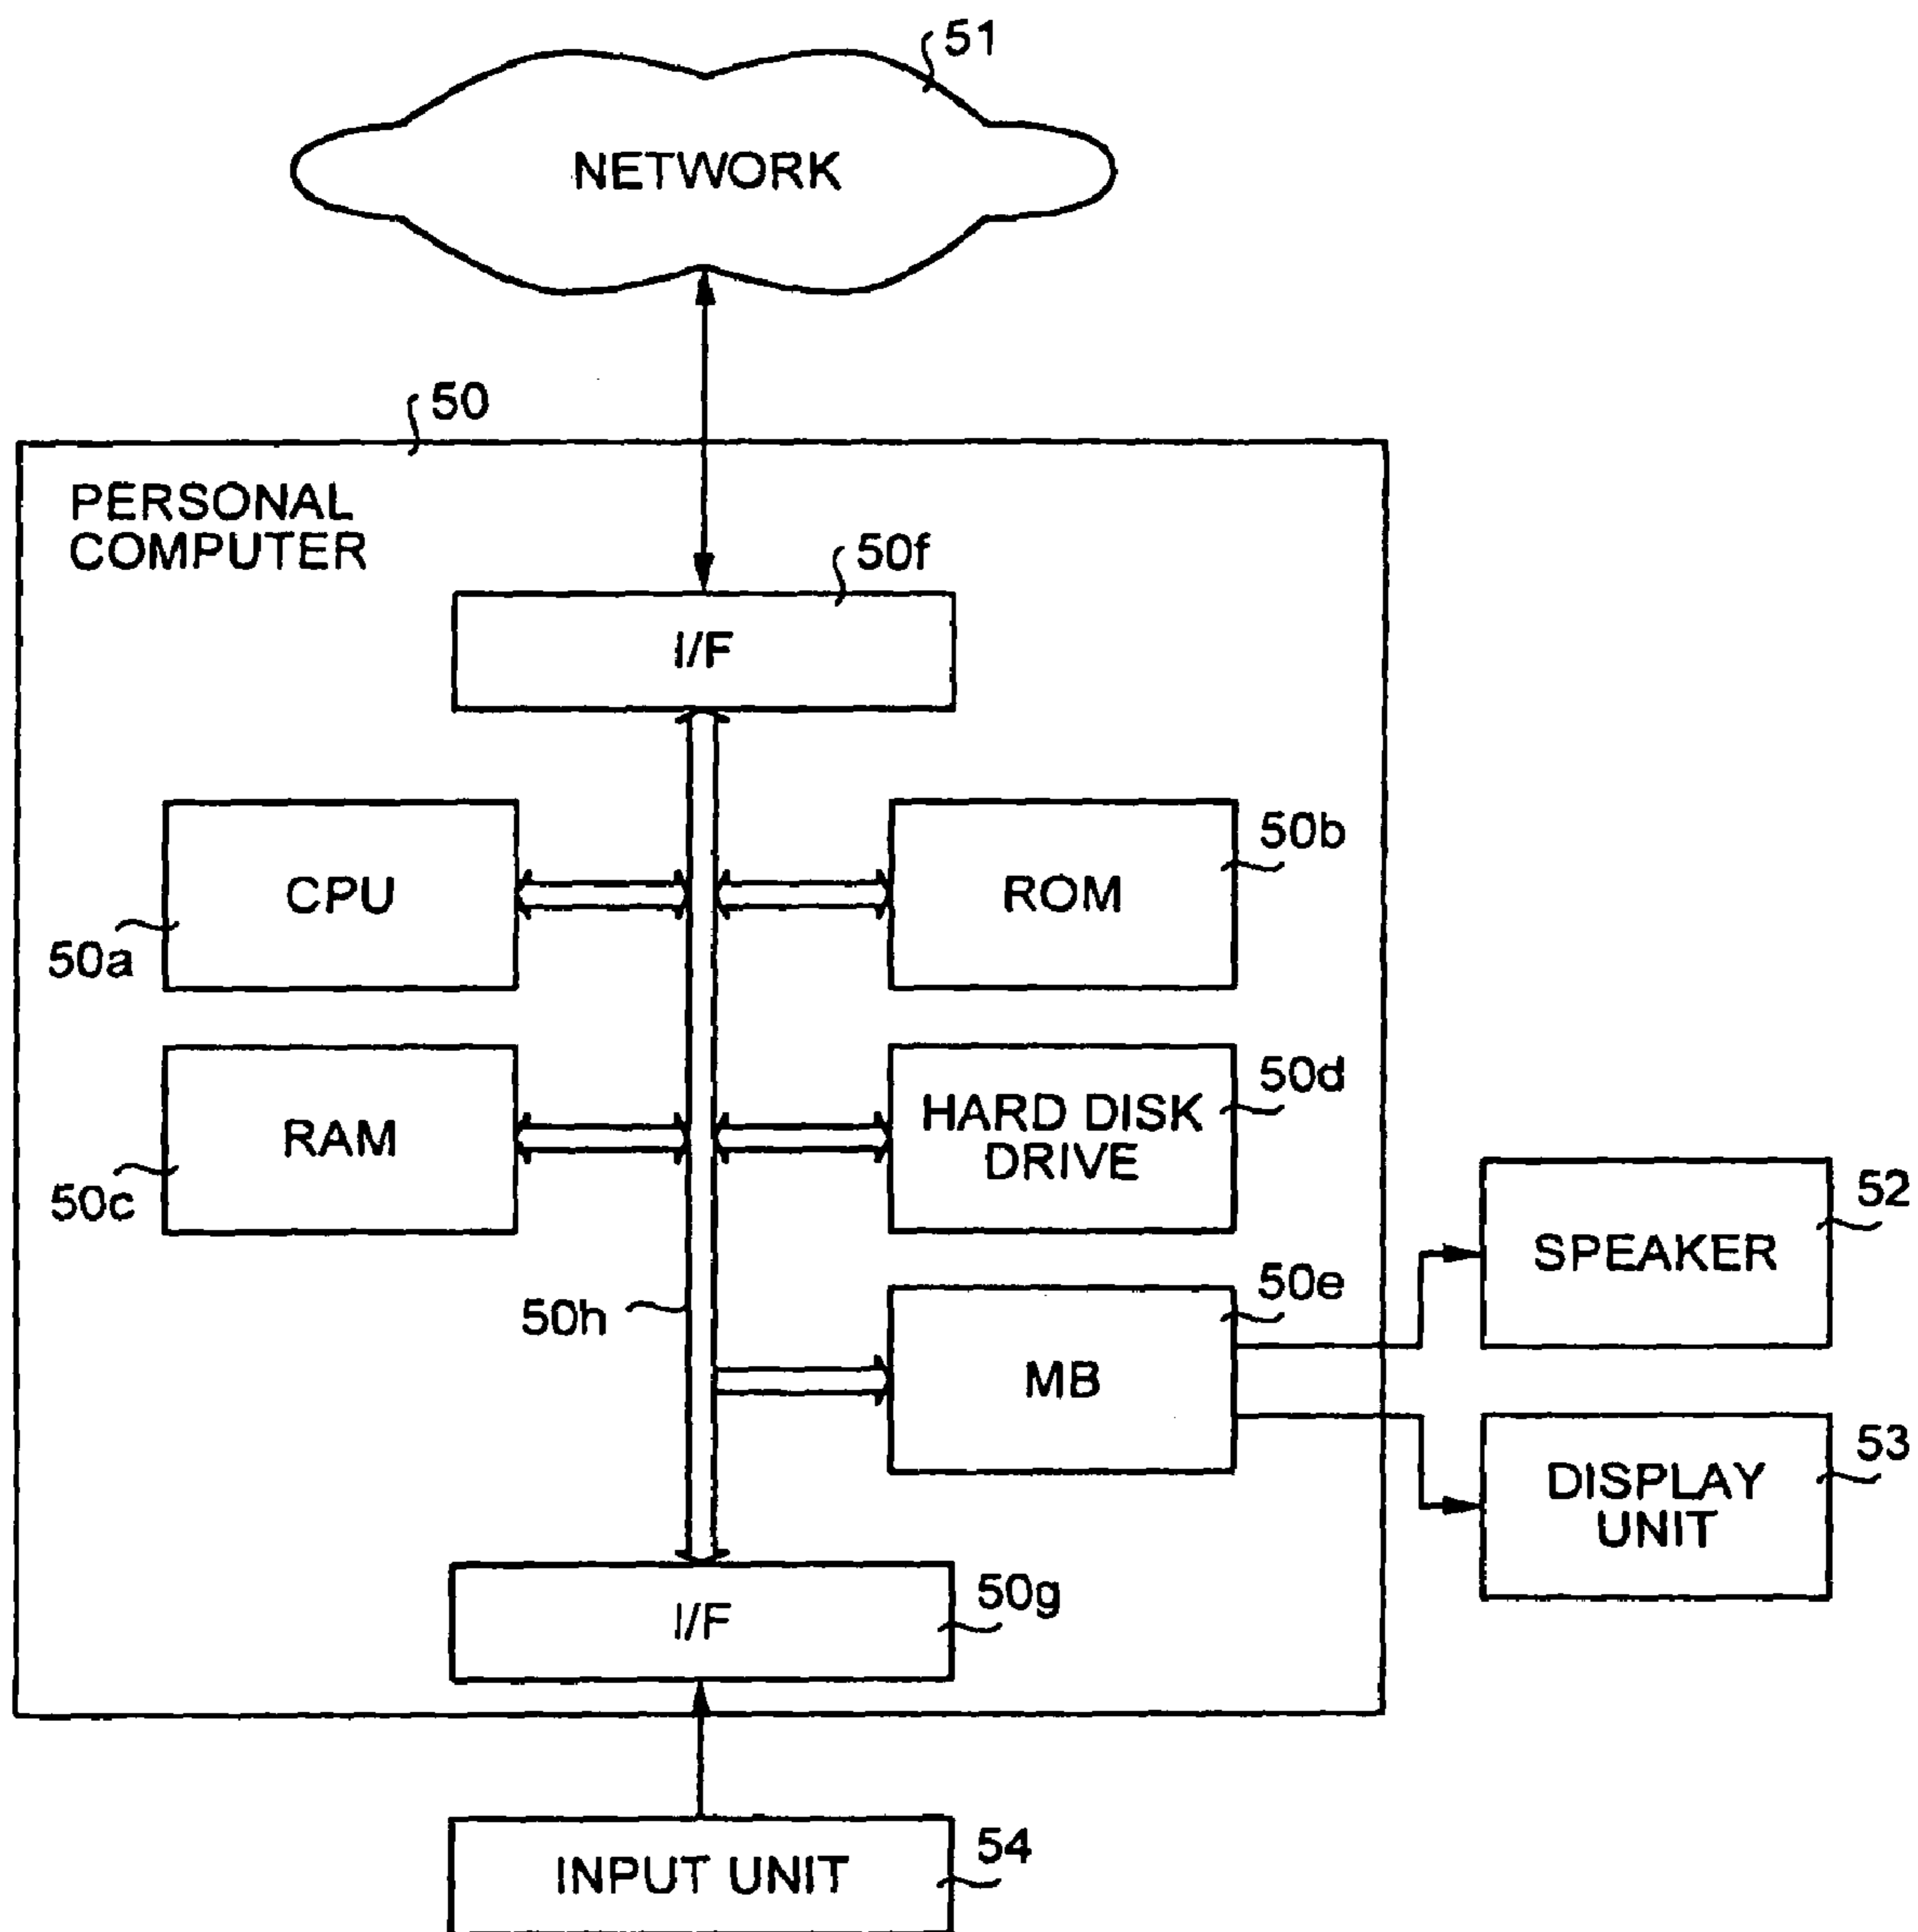 51
NETWORK
50
PERSONAL
COMPUTER
50f
I/F
CPU
50a
ROM
50b
RAM
50c
HARD DISK
DRIVE
50d
50h
MB
50e
SPEAKER
52
DISPLAY
UNIT
53
I/F
50g
INPUT UNIT
54